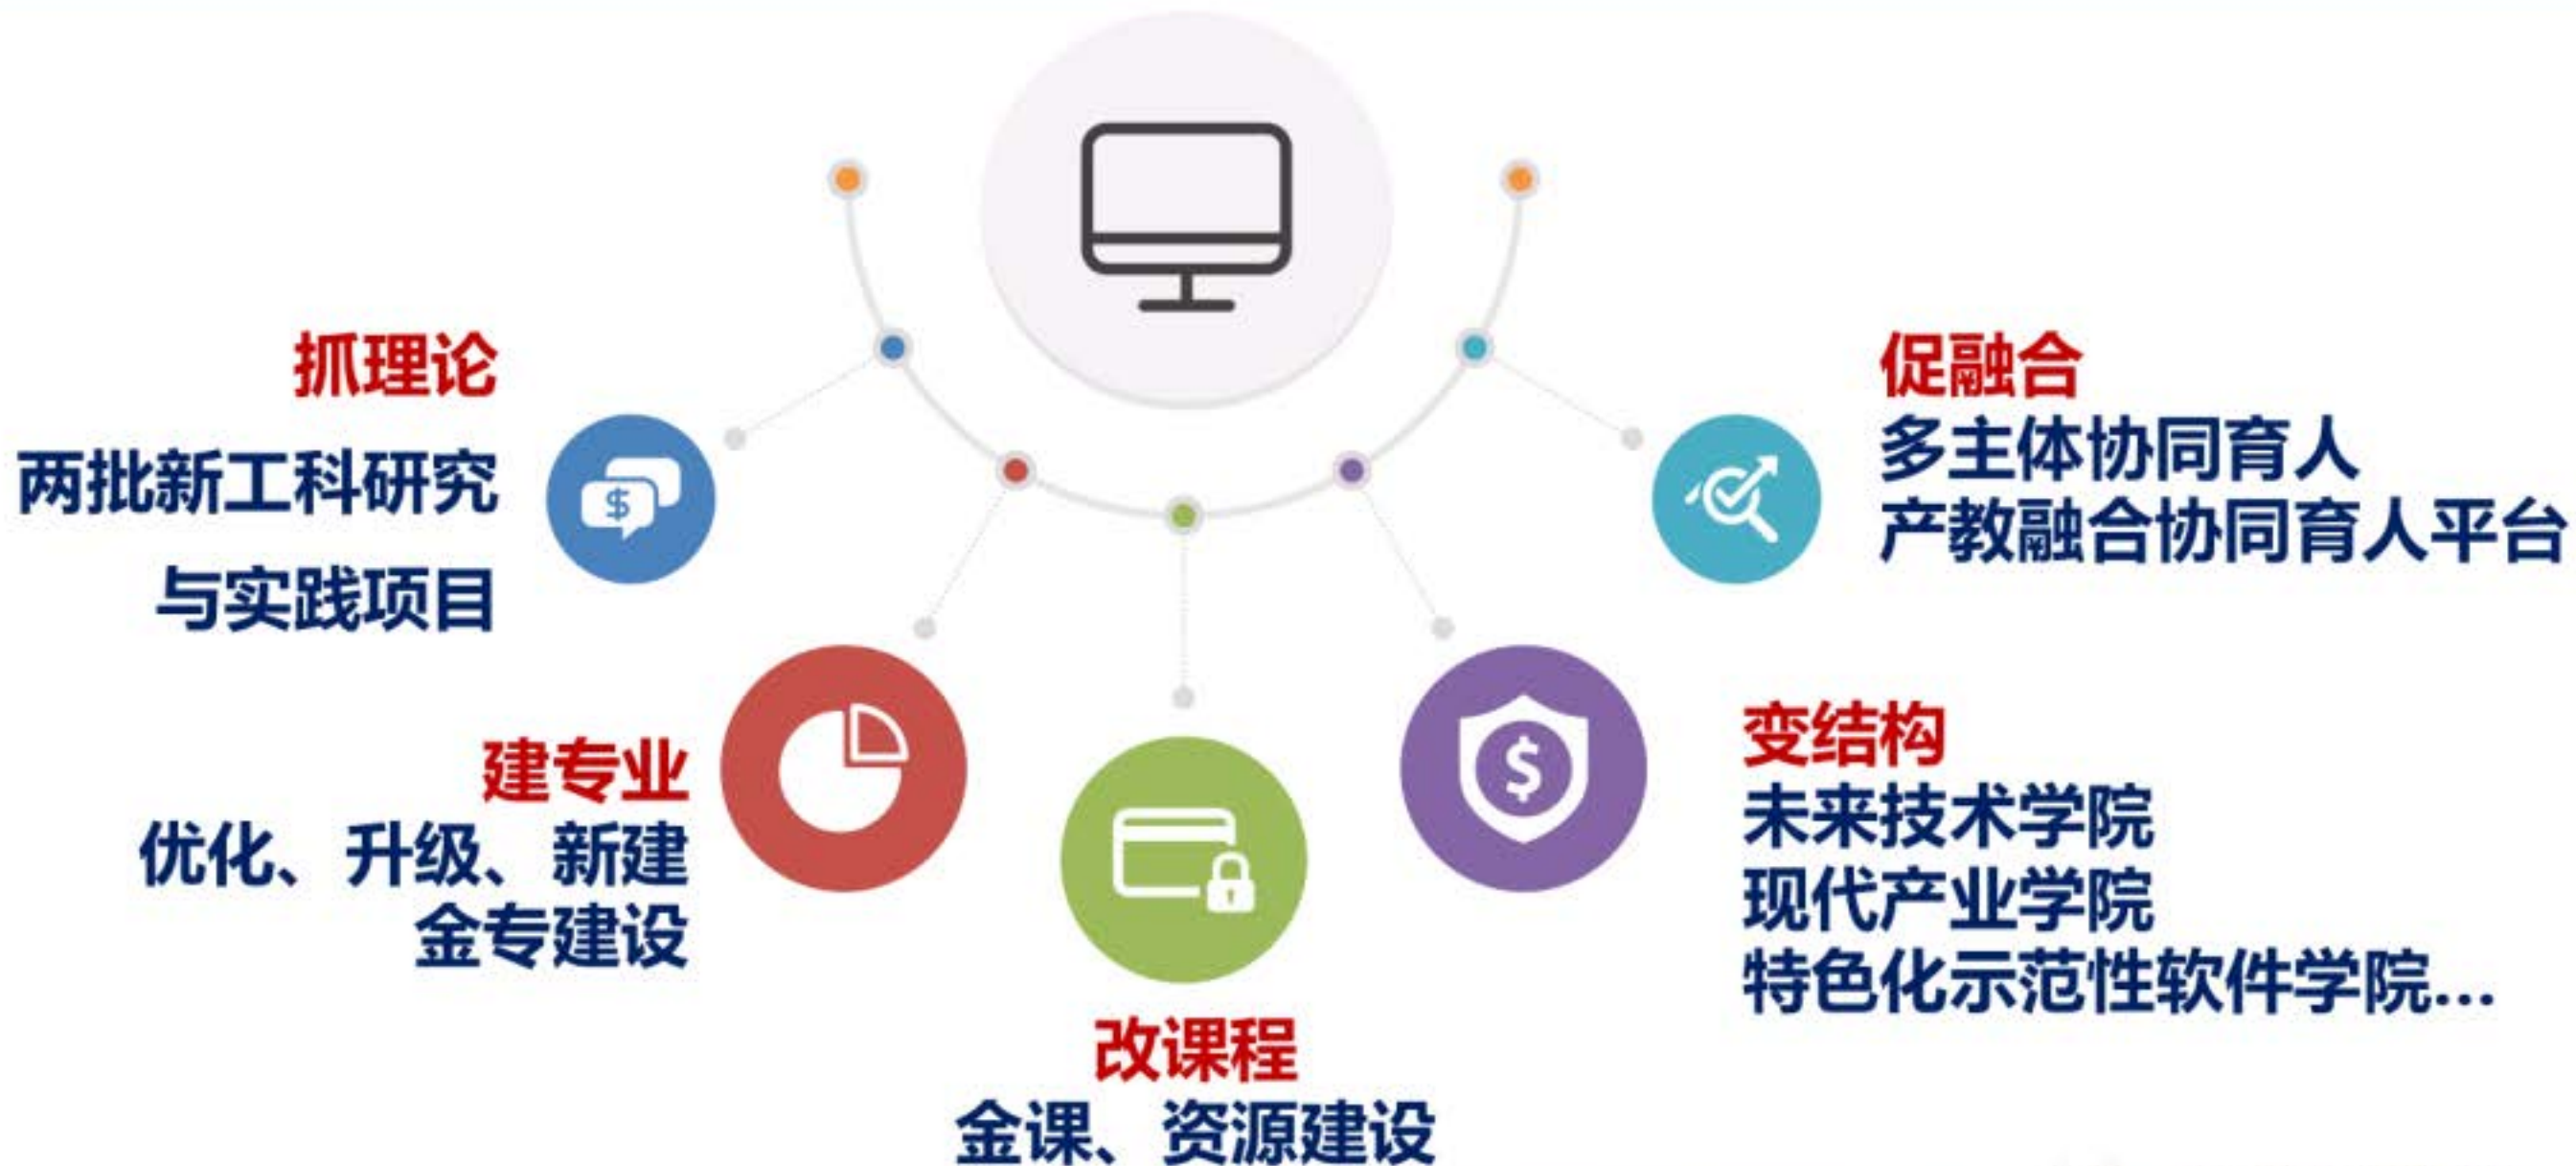 抓理论
两批新工科研究
与实践项目
建专业
优化、升级、新建
金专建设
改课程
金课、资源建设
变结构
未来技术学院
现代产业学院
特色化示范性软件学院...
促融合
多主体协同育人
产教融合协同育人平台